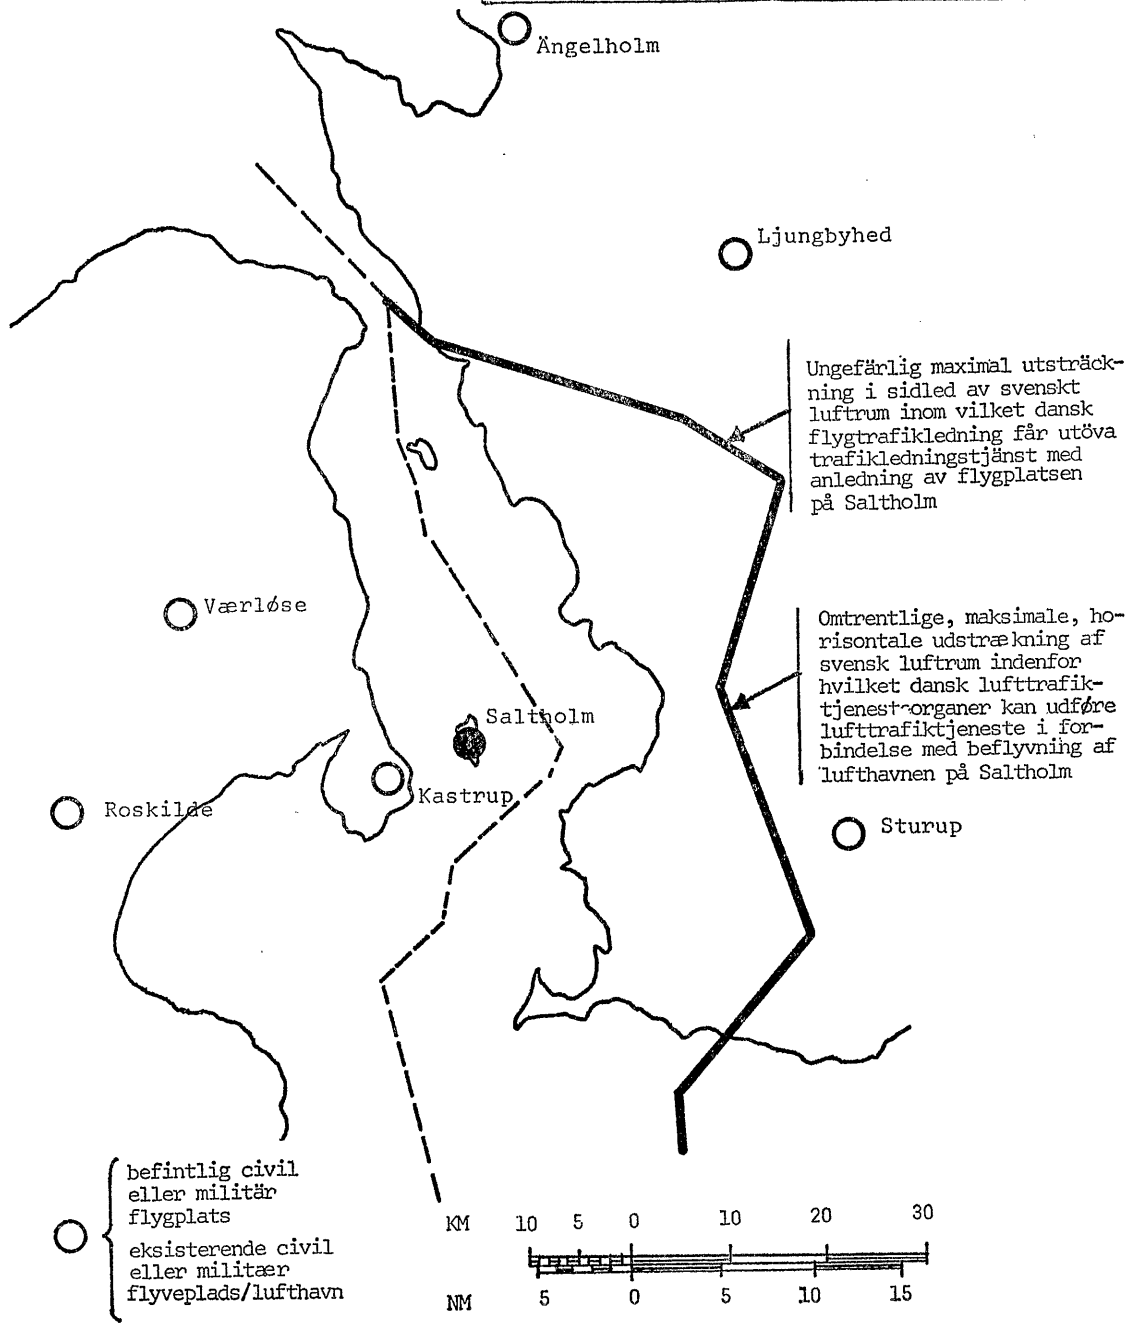 Ängelholm
Ljungbyhed
Ungefärlig maximal utsträck-
ning i sidled av svenskt
luftrum inom vilket dansk
flygtrafikledning får utöva
trafikledningstjänst med
anledning av flygplatsen
på Saltholm
Værløse
Omtrentlige, maksimale, ho-
risontale udstrækning af
svensk luftrum indenfor
hvilket dansk lufttrafik-
tjenest-organer kan udføre
lufttrafiktjeneste i for-
bindelse med beflyvning af
lufthavnen på Saltholm
Saltholm
Kastrup
Roskilde
Sturup
befintlig civil
eller militär
flygplats
eksisterende civil
eller militær
flyveplads/lufthavn
KM 10 5 0 10 20 30
NM 5 0 5 10 15